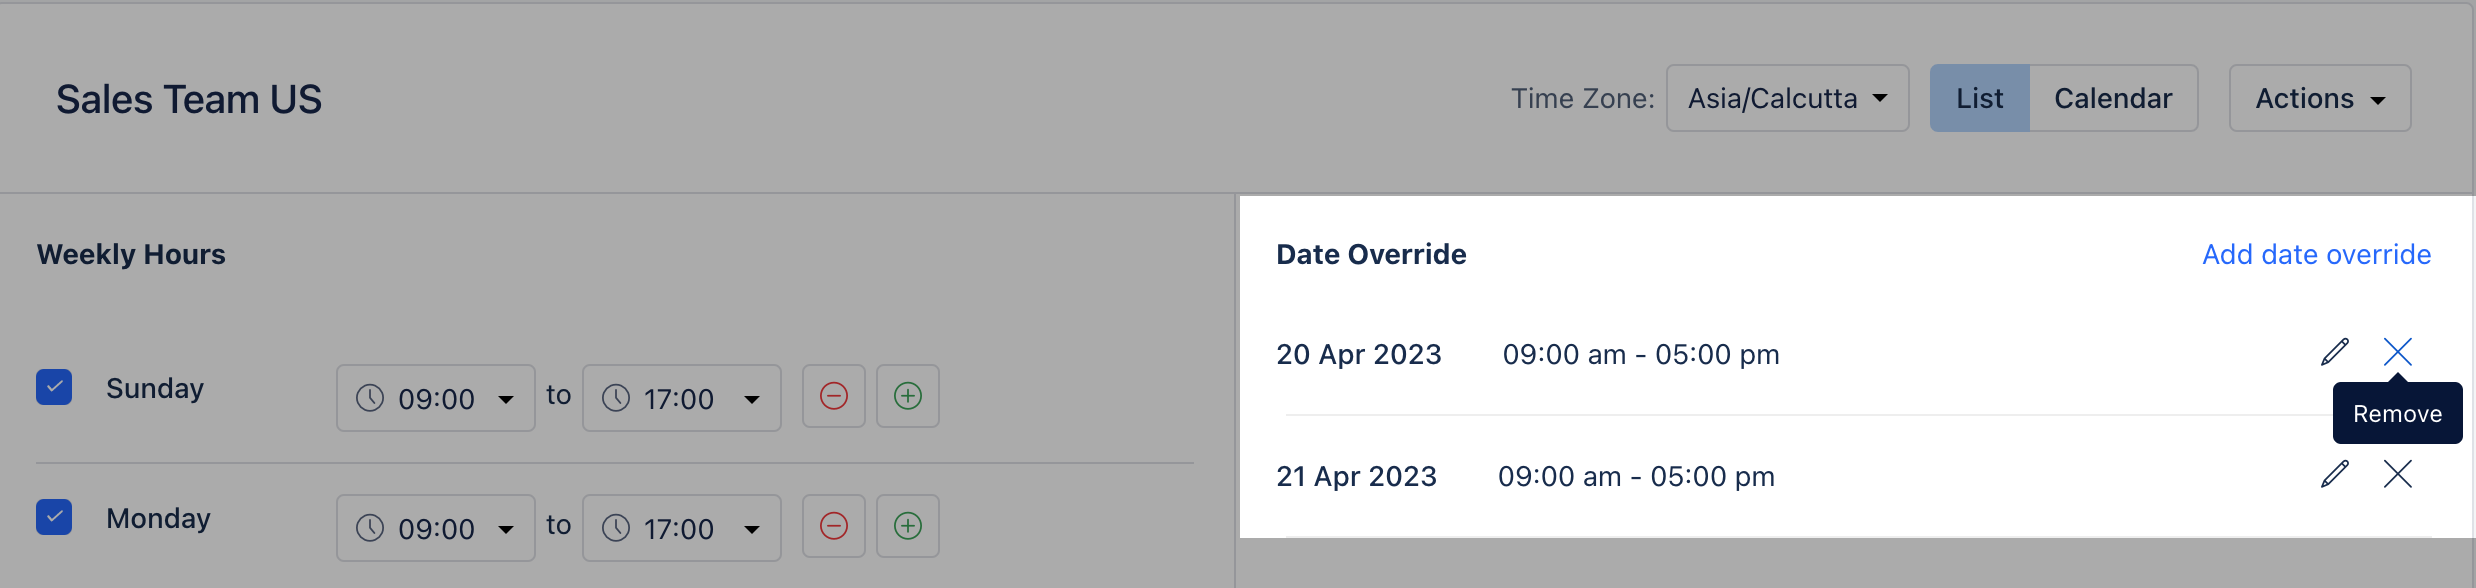 Sales Team US
Time Zone: Asia/Calcutta List Calendar Actions
Weekly Hours
Sunday 09:00 to 17:00
Monday 09:00 to 17:00
Date Override Add date override
20 Apr 2023 09:00 am - 05:00 pm
Remove
21 Apr 2023 09:00 am - 05:00 pm